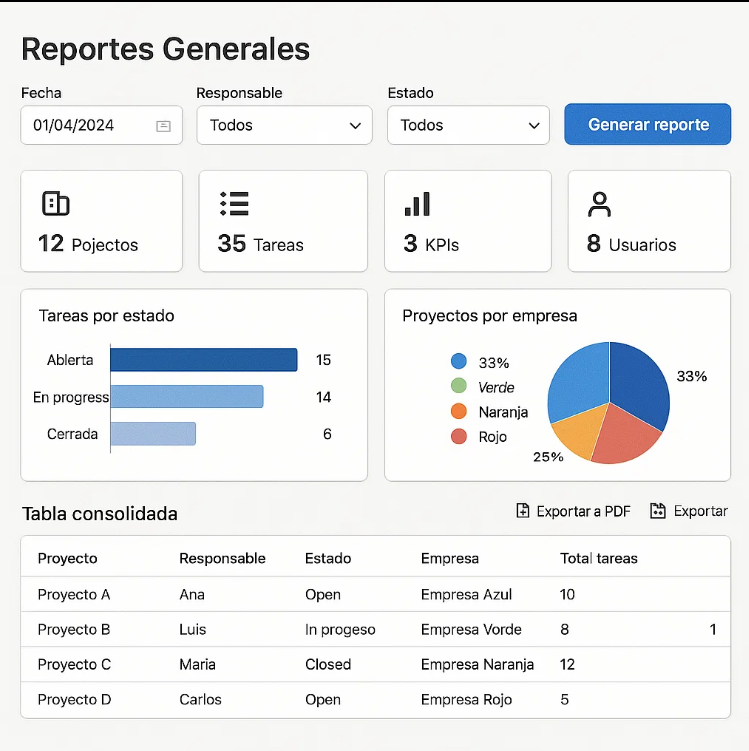 Reportes Generales
Fecha
Responsable
Estado
01/04/2024
Todos
Todos
Generar reporte
12 Pojectos
35 Tareas
3 KPIs
8 Usuarios
Tareas por estado
Ablerta 15
En progress 14
Cerrada 6
Proyectos por empresa
33%
Verde
Naranja
Rojo
33%
25%
Tabla consolidada
Exportar a PDF
Exportar
Proyecto Responsable Estado Empresa Total tareas
Proyecto A Ana Open Empresa Azul 10
Proyecto B Luis In progeso Empresa Vorde 8 1
Proyecto C Maria Closed Empresa Naranja 12
Proyecto D Carlos Open Empresa Rojo 5